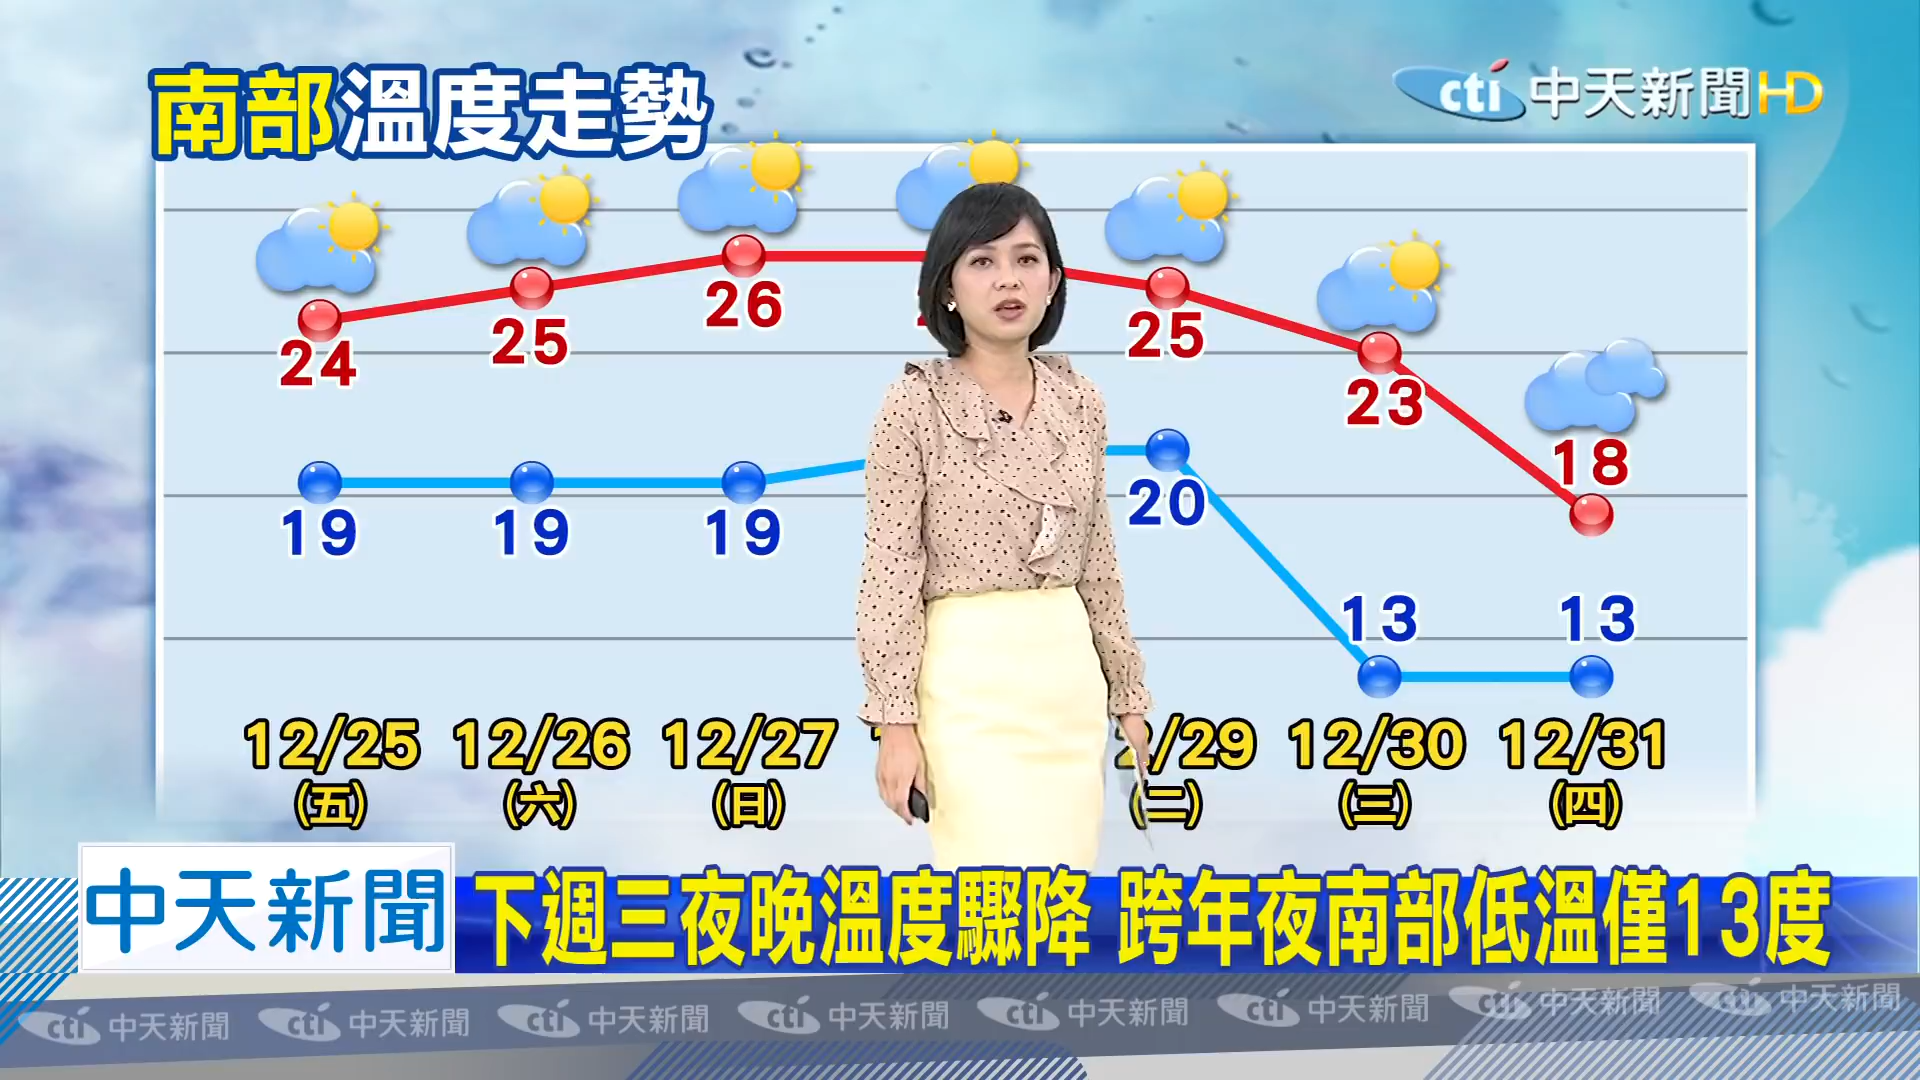 南部溫度走勢
cti 中天新聞HD
24 25 26 25 23 18
19 19 19 20 13 13
12/25 12/26 12/27 2/29 12/30 12/31
(五) (六) (日) (二) (三) (四)
中天新聞
下週三夜晚溫度驟降 跨年夜南部低溫僅13度
cti 中天新聞 cti 中天新聞 cti 中天新聞 cti 中天新聞 cti 中天新聞 cti 中天新聞 cti 中天新聞 cti 中天新聞